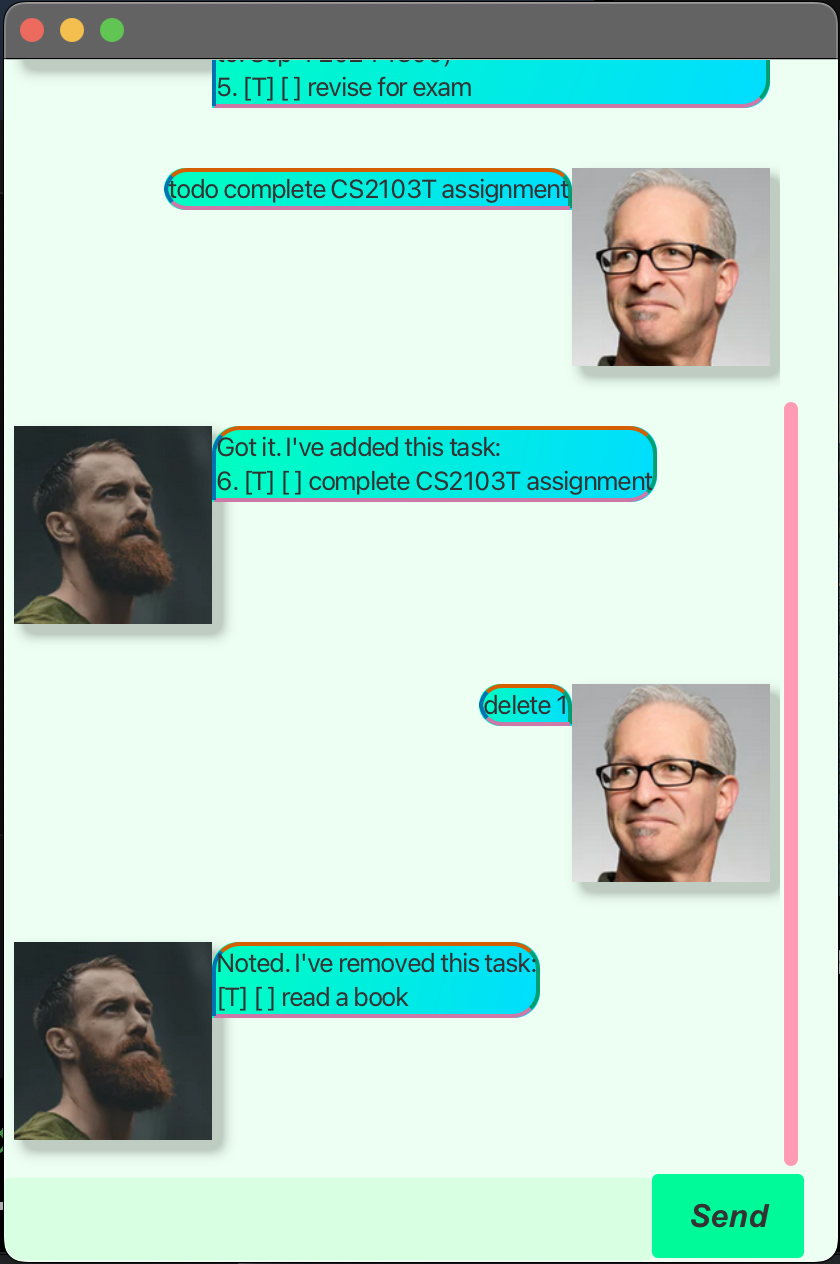 5. [T] [ ] revise for exam
todo complete CS2103T assignment
Got it. I've added this task:
6. [T] [ ] complete CS2103T assignment
delete 1
Noted. I've removed this task:
[T] [ ] read a book
Send